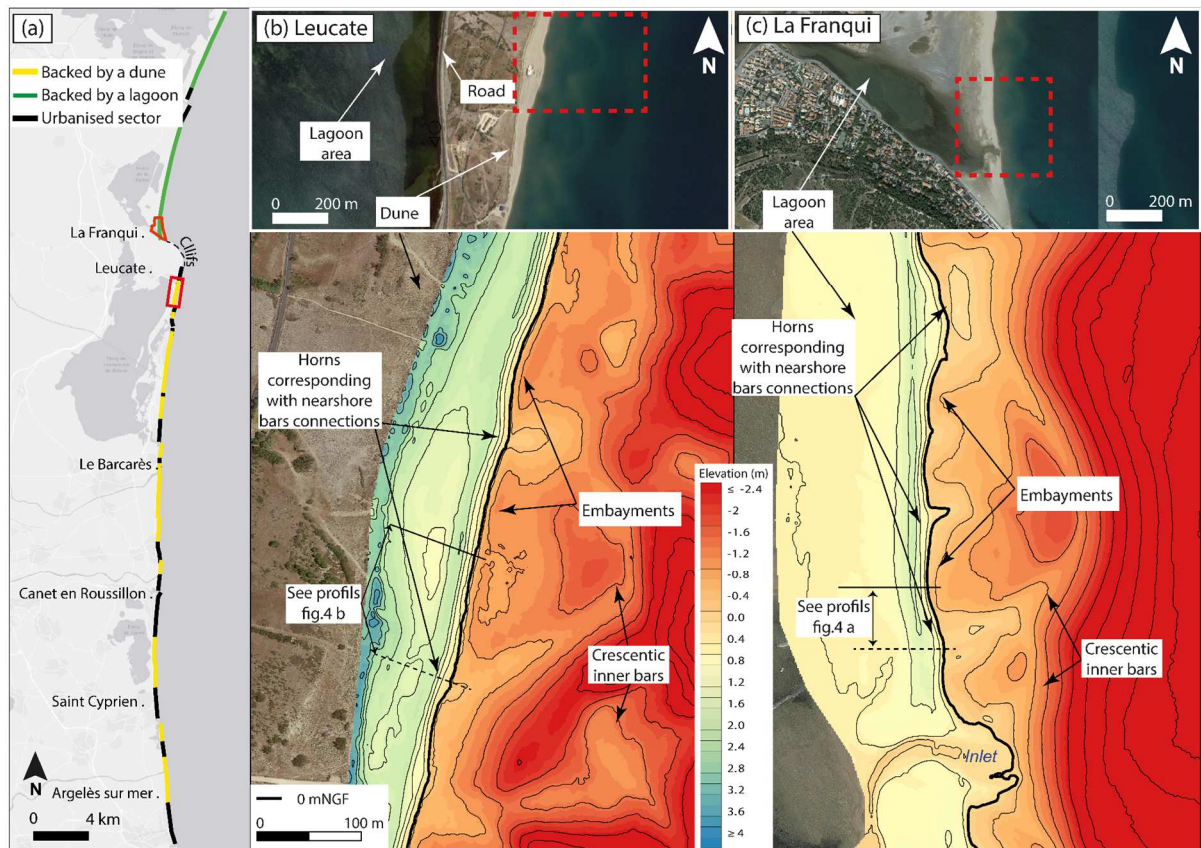 (a)
Backed by a dune
Backed by a lagoon
Urbanised sector
La Franqui .
Cliffs
Leucate .
Le Barcarès .
Canet en Roussillon .
Saint Cyprien .
N
Argelès sur mer .
0 4 km
(b) Leucate
N
Road
Lagoon
area
Dune
0 200 m
(c) La Franqui
N
Lagoon
area
0 200 m
Horns
corresponding
with nearshore
bars connections
Embayments
See profils
fig.4 b
Crescentic
inner bars
0 mNGF
0 100 m
Elevation (m)
≤ -2.4
-2
-1.6
-1.2
-0.8
-0.4
0.0
0.4
0.8
1.2
1.6
2.0
2.4
2.8
3.2
3.6
≥ 4
Horns
corresponding
with nearshore
bars connections
Embayments
See profils
fig.4 a
Crescentic
inner bars
Inlet